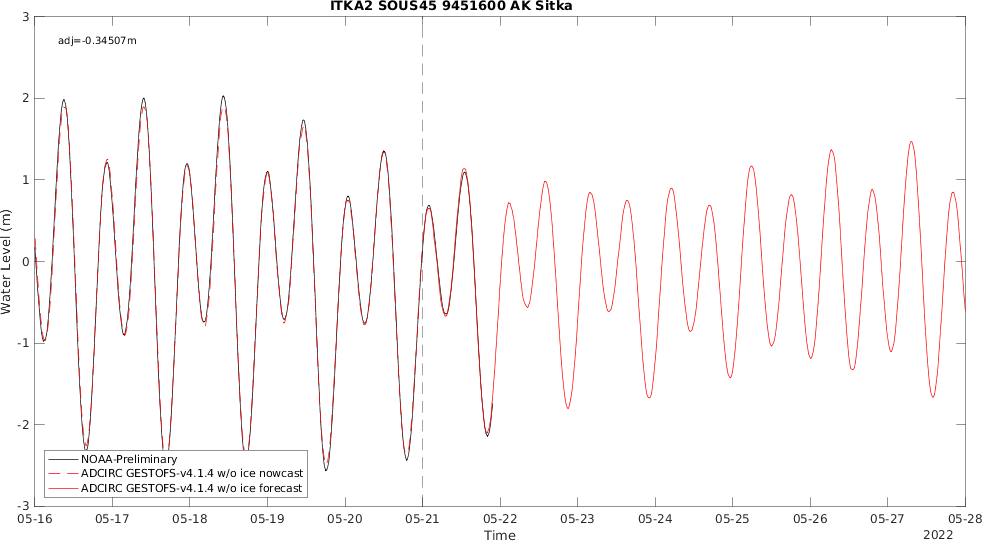 ITKA2 SOUS45 9451600 AK Sitka
adj=-0.34507m
3
2
1
0
-1
-2
-3
Water Level (m)
NOAA-Preliminary
ADCIRC GESTOFS-v4.1.4 w/o ice nowcast
ADCIRC GESTOFS-v4.1.4 w/o ice forecast
05-16 05-17 05-18 05-19 05-20 05-21 05-22 05-23 05-24 05-25 05-26 05-27 05-28
Time
2022